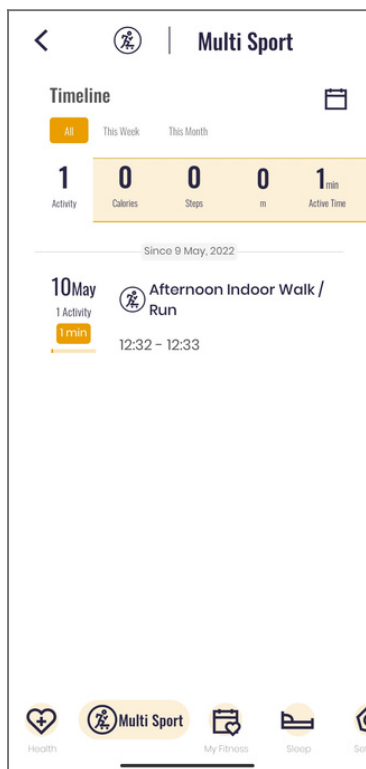 Multi Sport
Timeline
All This Week This Month
1 0 0 0 1 min
Activity Calories Steps m Active Time
Since 9 May, 2022
10May
1 Activity
1 min
Afternoon Indoor Walk /
Run
12:32 - 12:33
Multi Sport
Health My Fitness Sleep